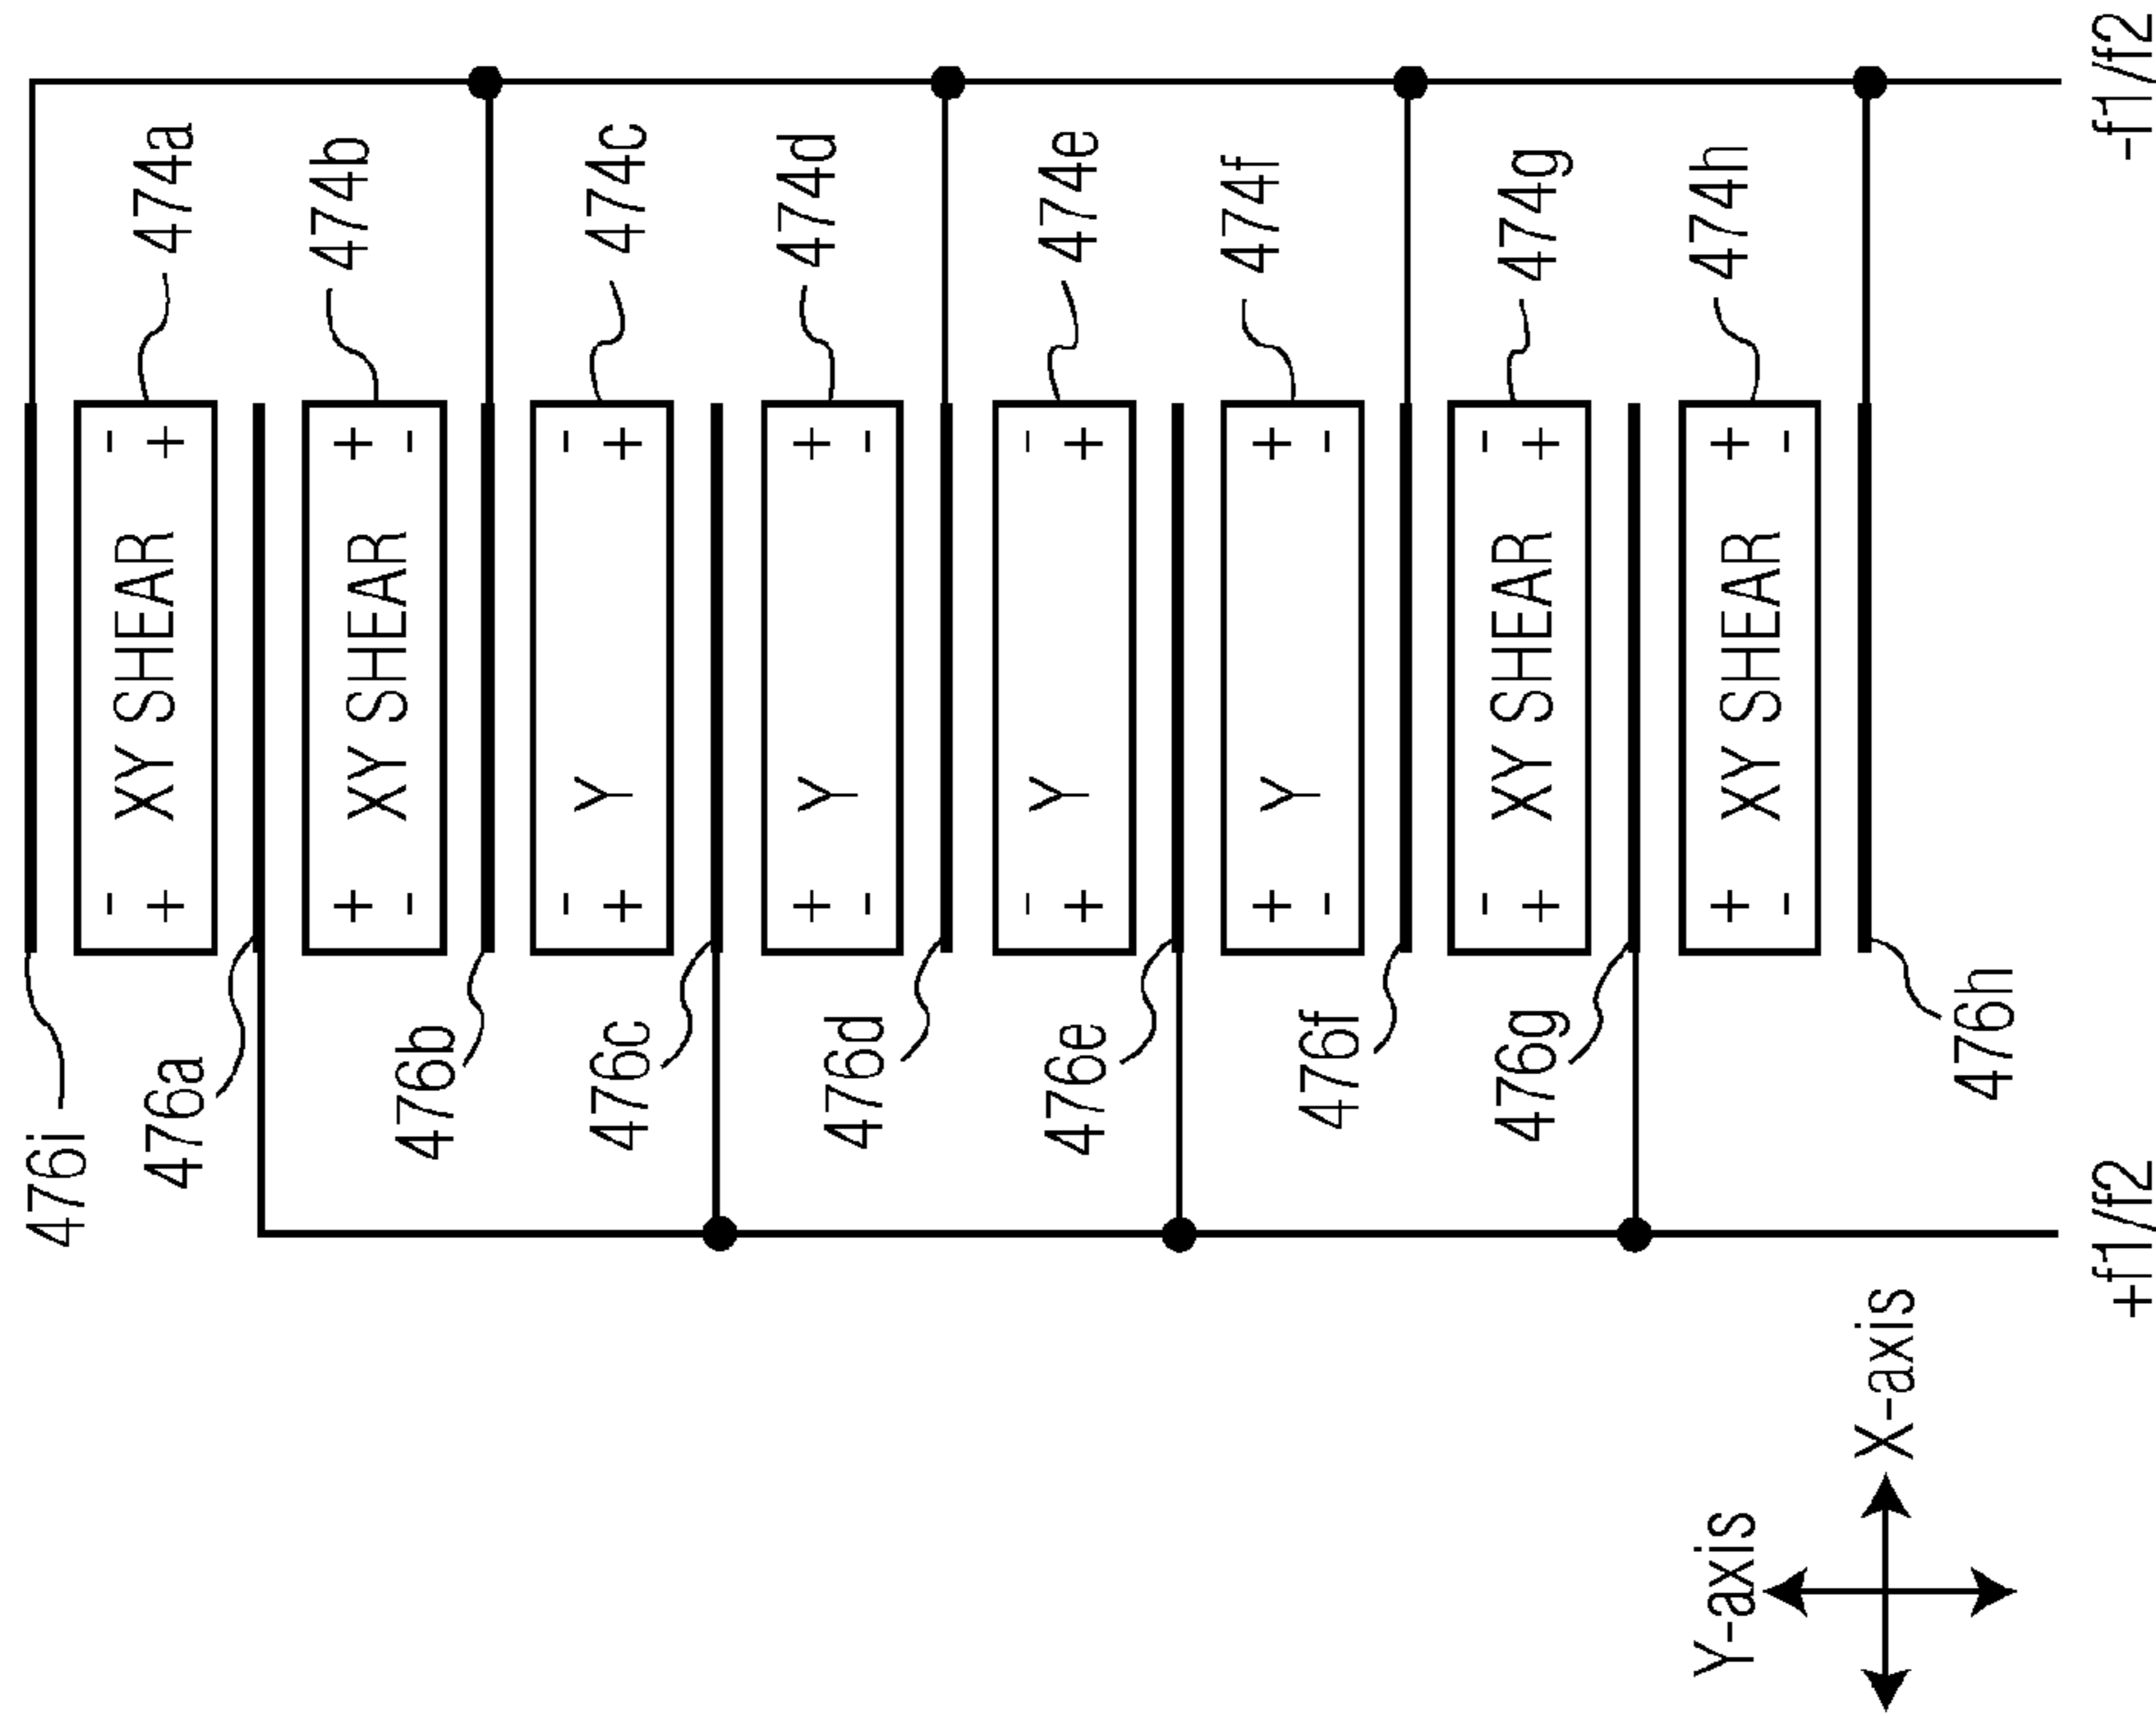 476i
476a
476b
476c
476d
476e
476f
476g
476h
- XY SHEAR -
+ +
+ XY SHEAR +
- -
- Y -
+ +
+ Y +
- -
- Y -
+ +
+ Y +
- -
- XY SHEAR -
+ +
+ XY SHEAR +
- -
474a
474b
474c
474d
474e
474f
474g
474h
Y-axis
X-axis
+f1/f2
-f1/f2